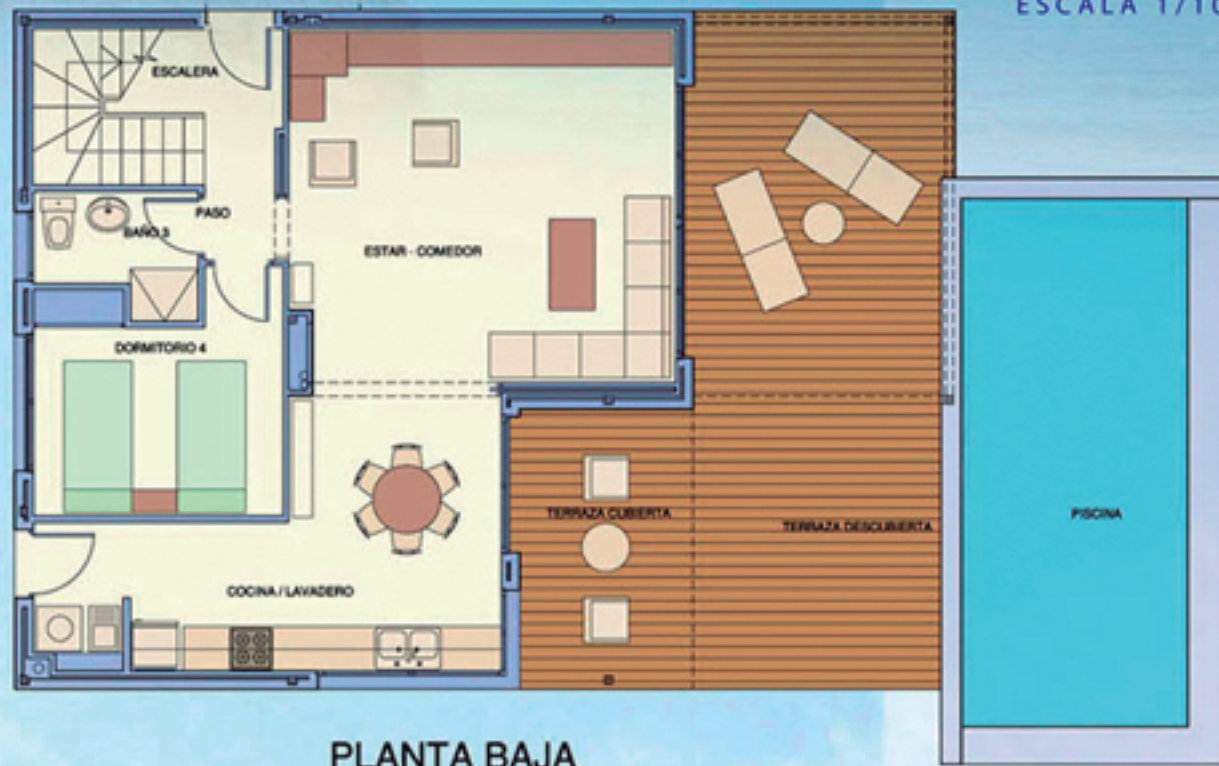 ESCALA 1/10
ESCALERA
PASO
BAÑO 3
ESTAR - COMEDOR
DORMITORIO 4
TERRAZA CUBIERTA
TERRAZA DESCUBIERTA
PISCINA
COCINA / LAVADERO
PLANTA BAJA